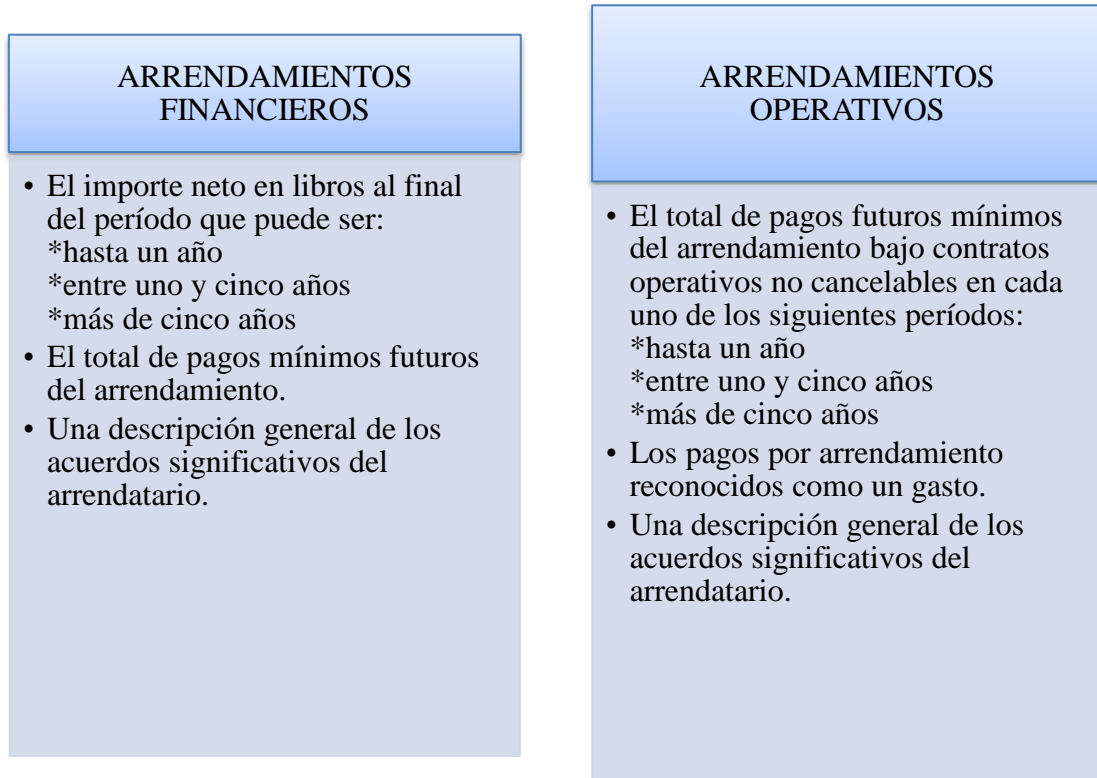 ARRENDAMIENTOS
FINANCIEROS
• El importe neto en libros al final
del período que puede ser:
*hasta un año
*entre uno y cinco años
*más de cinco años
• El total de pagos mínimos futuros
del arrendamiento.
• Una descripción general de los
acuerdos significativos del
arrendatario.
ARRENDAMIENTOS
OPERATIVOS
• El total de pagos futuros mínimos
del arrendamiento bajo contratos
operativos no cancelables en cada
uno de los siguientes períodos:
*hasta un año
*entre uno y cinco años
*más de cinco años
• Los pagos por arrendamiento
reconocidos como un gasto.
• Una descripción general de los
acuerdos significativos del
arrendatario.